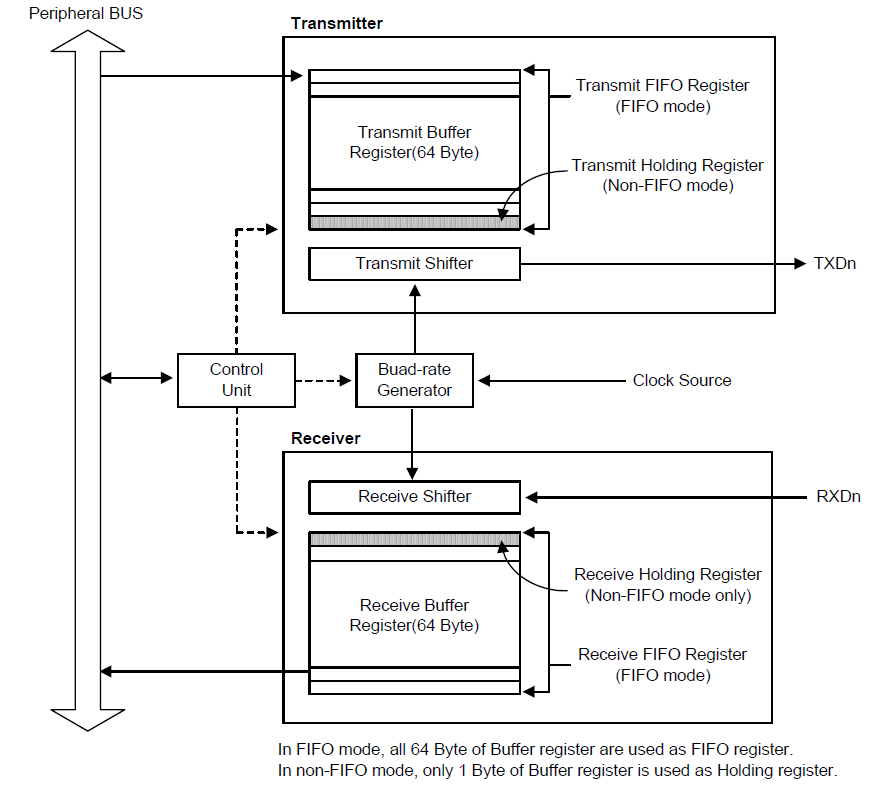 Peripheral BUS
Transmitter
Transmit FIFO Register
(FIFO mode)
Transmit Buffer
Register(64 Byte)
Transmit Holding Register
(Non-FIFO mode)
Transmit Shifter
TXDn
Control
Unit
Buad-rate
Generator
Clock Source
Receiver
Receive Shifter
RXDn
Receive Holding Register
(Non-FIFO mode only)
Receive Buffer
Register(64 Byte)
Receive FIFO Register
(FIFO mode)
In FIFO mode, all 64 Byte of Buffer register are used as FIFO register.
In non-FIFO mode, only 1 Byte of Buffer register is used as Holding register.